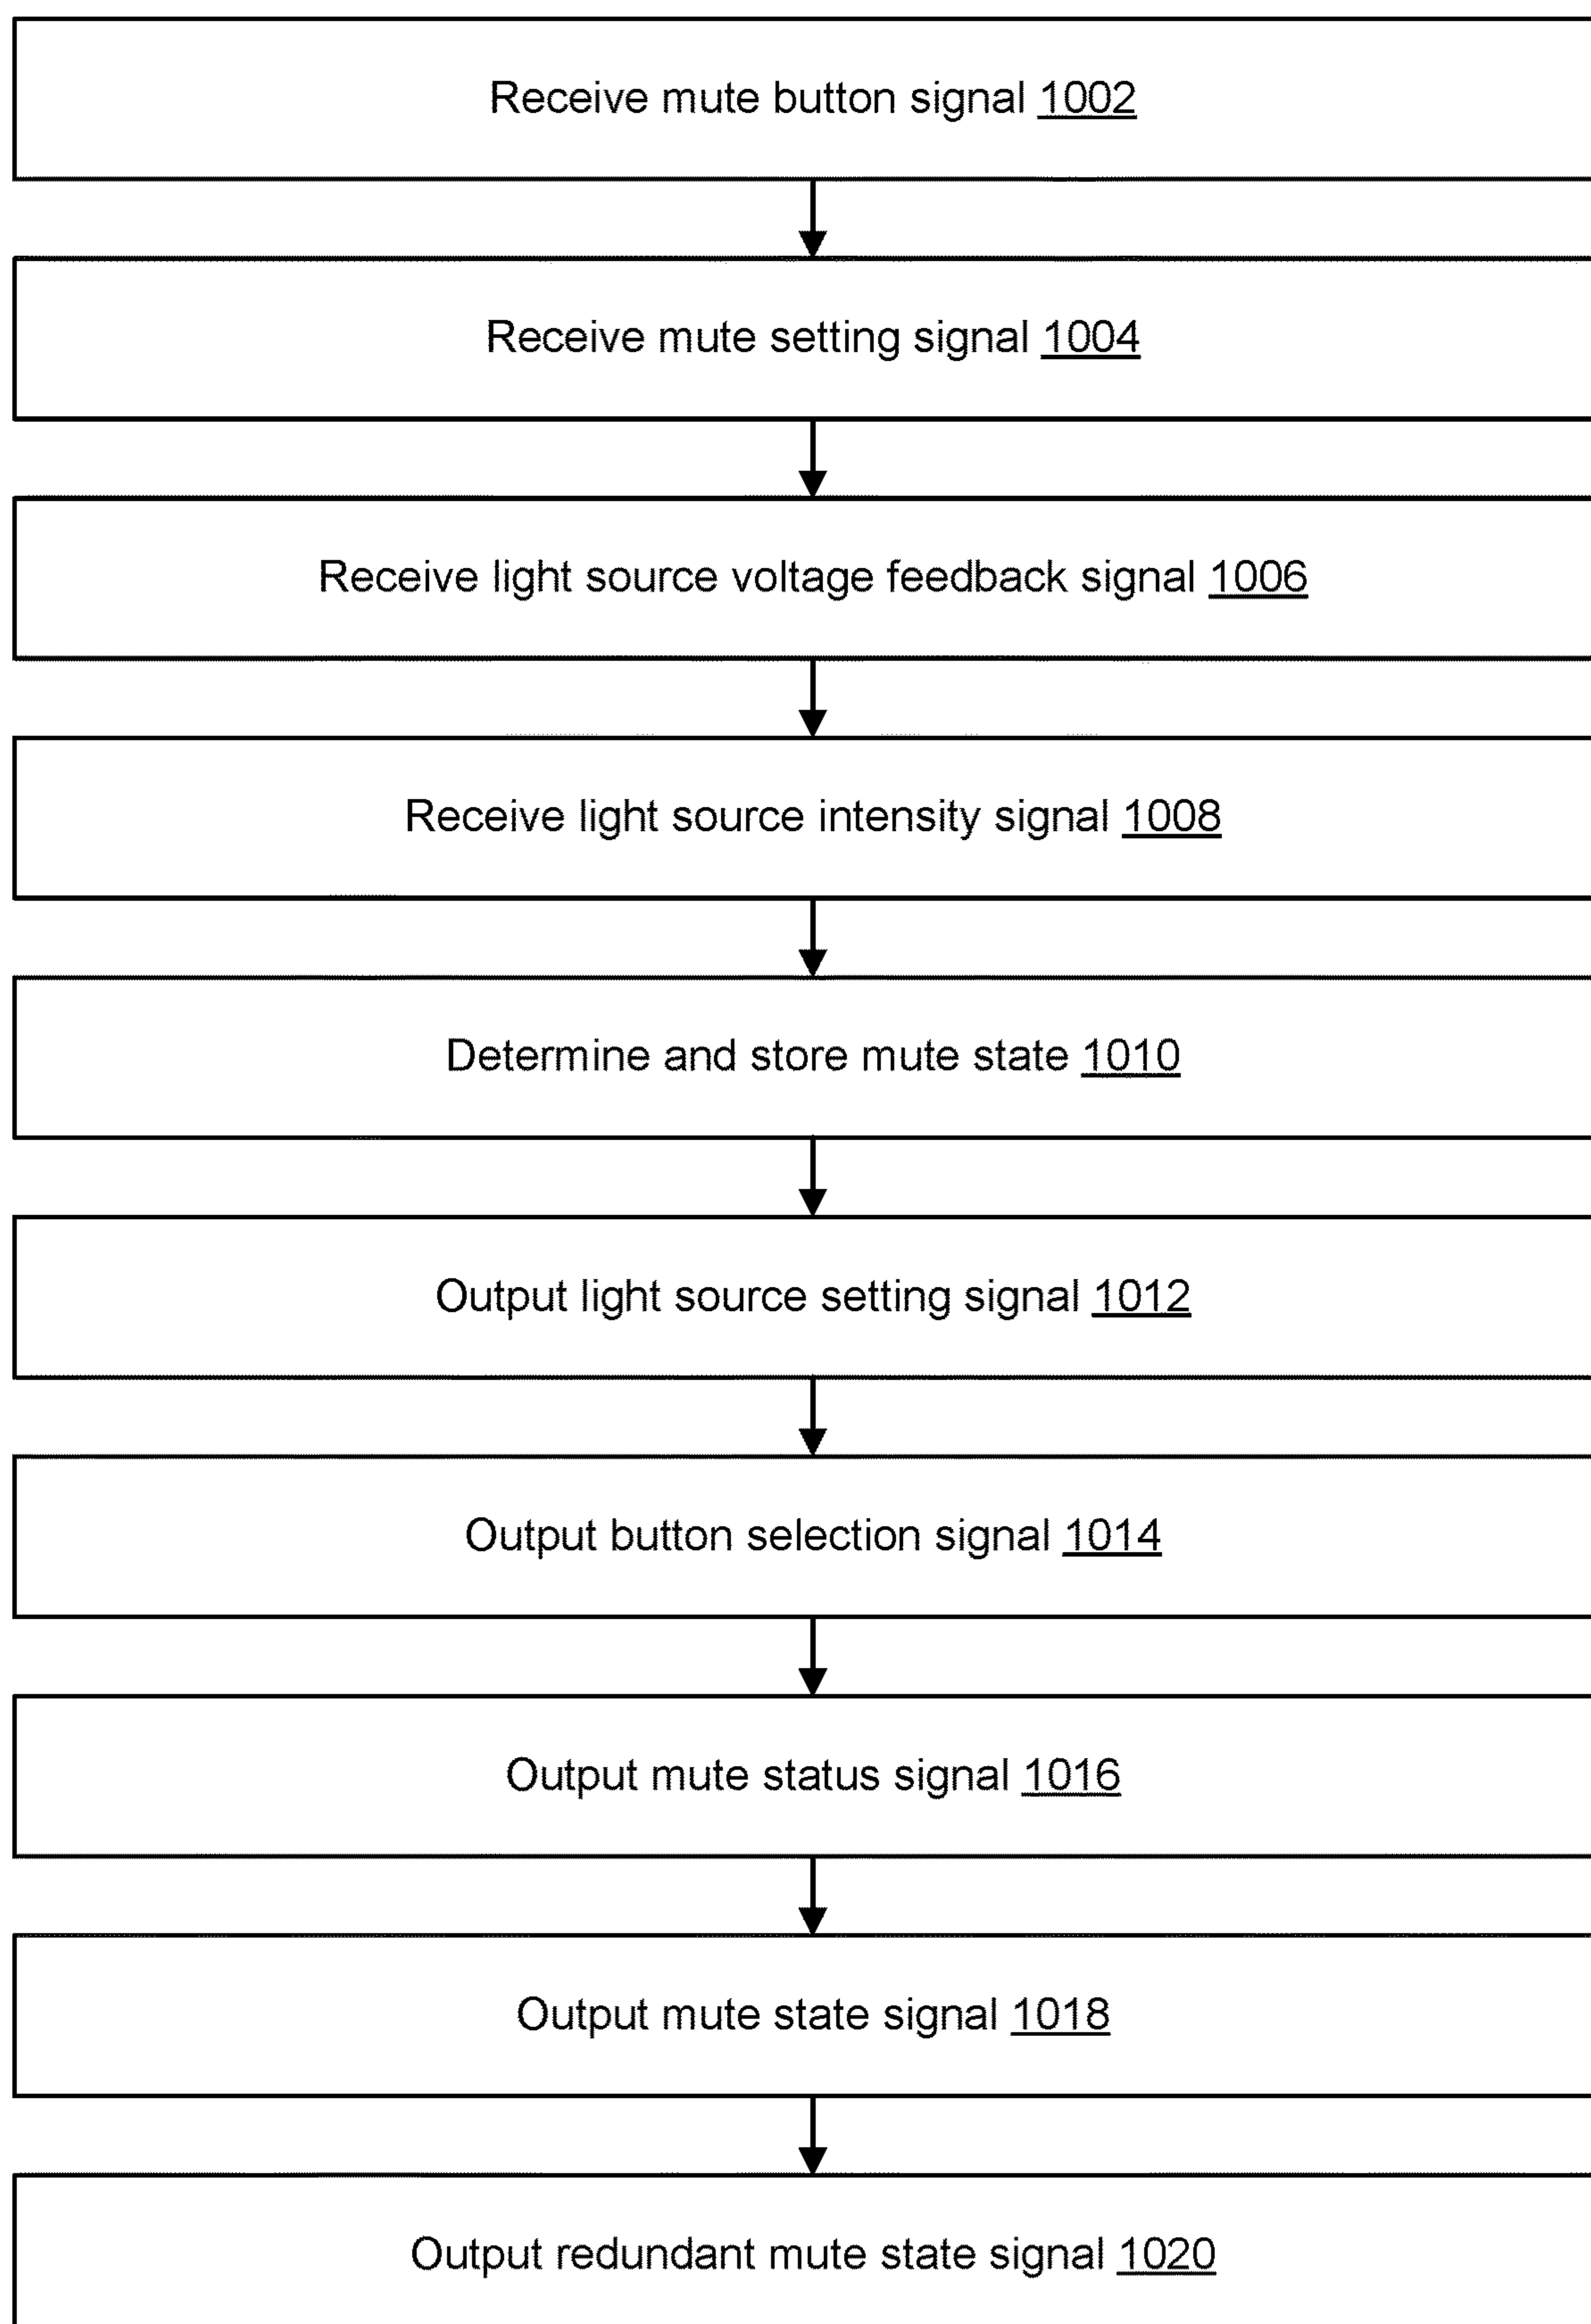 Receive mute button signal 1002
Receive mute setting signal 1004
Receive light source voltage feedback signal 1006
Receive light source intensity signal 1008
Determine and store mute state 1010
Output light source setting signal 1012
Output button selection signal 1014
Output mute status signal 1016
Output mute state signal 1018
Output redundant mute state signal 1020